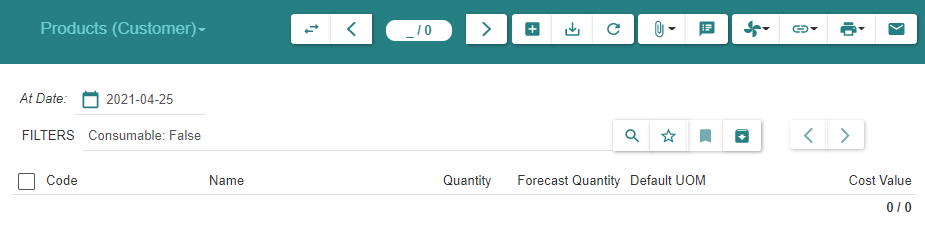 Products (Customer)
_ / 0
At Date: 2021-04-25
FILTERS Consumable: False
Code Name Quantity Forecast Quantity Default UOM Cost Value
0 / 0